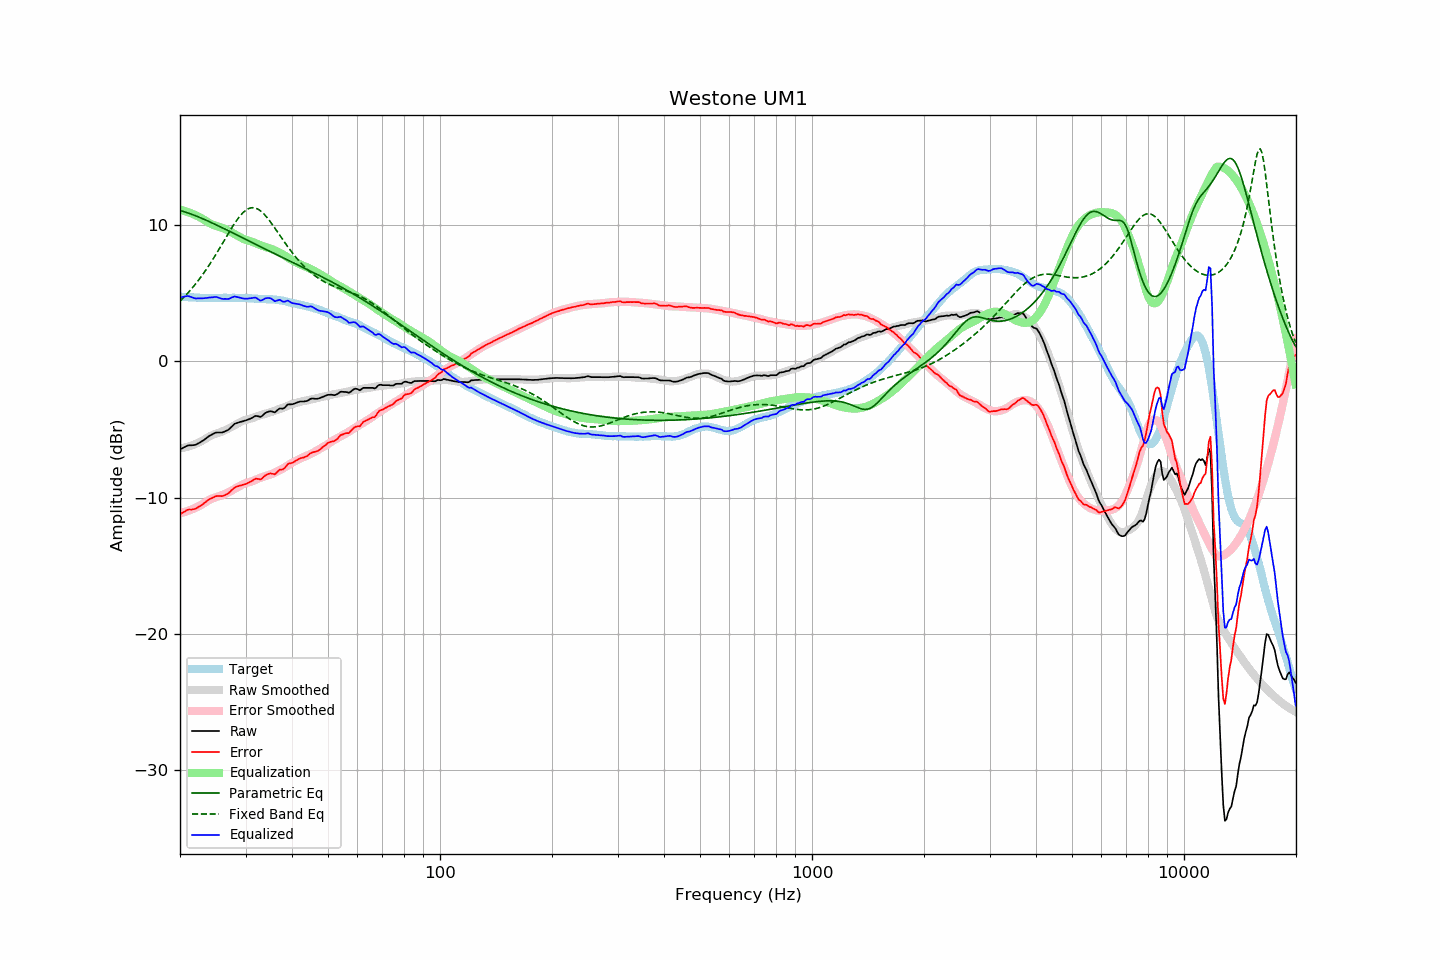 Westone UM1
Amplitude (dBr)
10
0
−10
−20
−30
Target
Raw Smoothed
Error Smoothed
Raw
Error
Equalization
Parametric Eq
Fixed Band Eq
Equalized
100
1000
10000
Frequency (Hz)